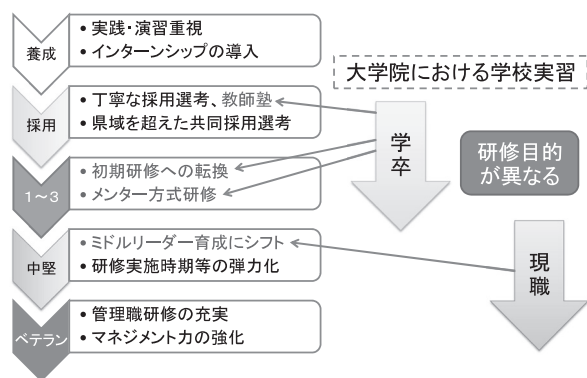 養成
• 実践・演習重視
• インターンシップの導入
大学院における学校実習
採用
• 丁寧な採用選考、教師塾
• 県域を超えた共同採用選考
学卒
研修目的
が異なる
1～3
• 初期研修への転換
• メンター方式研修
中堅
• ミドルリーダー育成にシフト
• 研修実施時期等の弾力化
現職
ベテラン
• 管理職研修の充実
• マネジメント力の強化